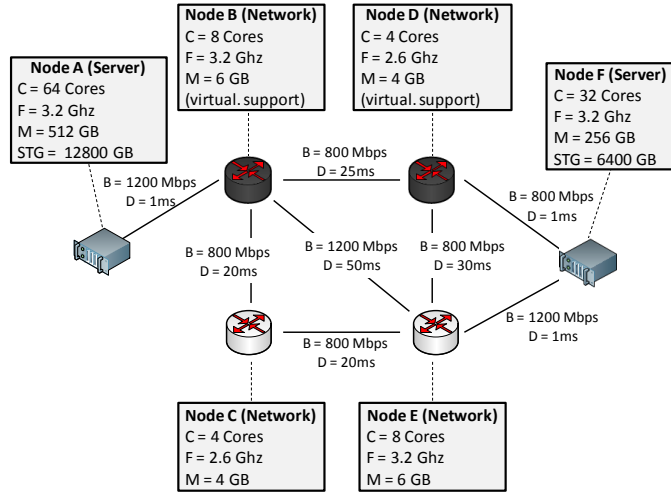 Node B (Network)
C = 8 Cores
F = 3.2 Ghz
M = 6 GB
(virtual. support)
Node D (Network)
C = 4 Cores
F = 2.6 Ghz
M = 4 GB
(virtual. support)
Node A (Server)
C = 64 Cores
F = 3.2 Ghz
M = 512 GB
STG = 12800 GB
Node F (Server)
C = 32 Cores
F = 3.2 Ghz
M = 256 GB
STG = 6400 GB
B = 1200 Mbps
D = 1ms
B = 800 Mbps
D = 25ms
B = 800 Mbps
D = 1ms
B = 800 Mbps
D = 20ms
B = 1200 Mbps
D = 50ms
B = 800 Mbps
D = 30ms
B = 800 Mbps
D = 20ms
B = 1200 Mbps
D = 1ms
Node C (Network)
C = 4 Cores
F = 2.6 Ghz
M = 4 GB
Node E (Network)
C = 8 Cores
F = 3.2 Ghz
M = 6 GB